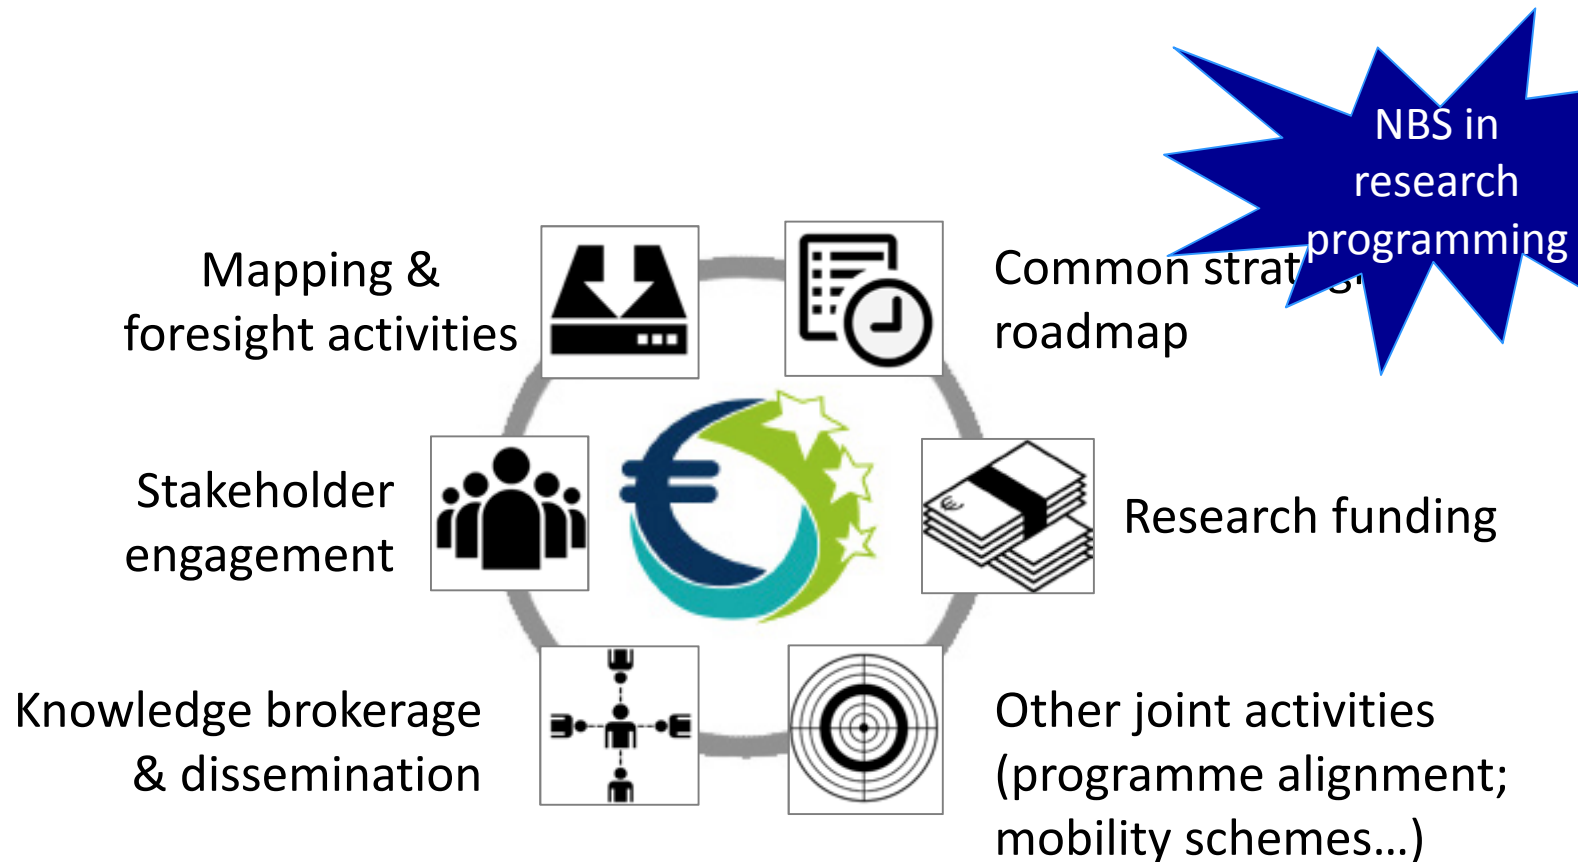 NBS in
research
programming
Mapping &
foresight activities
Common
roadmap
Stakeholder
engagement
Research funding
Knowledge brokerage
& dissemination
Other joint activities
(programme alignment;
mobility schemes...)